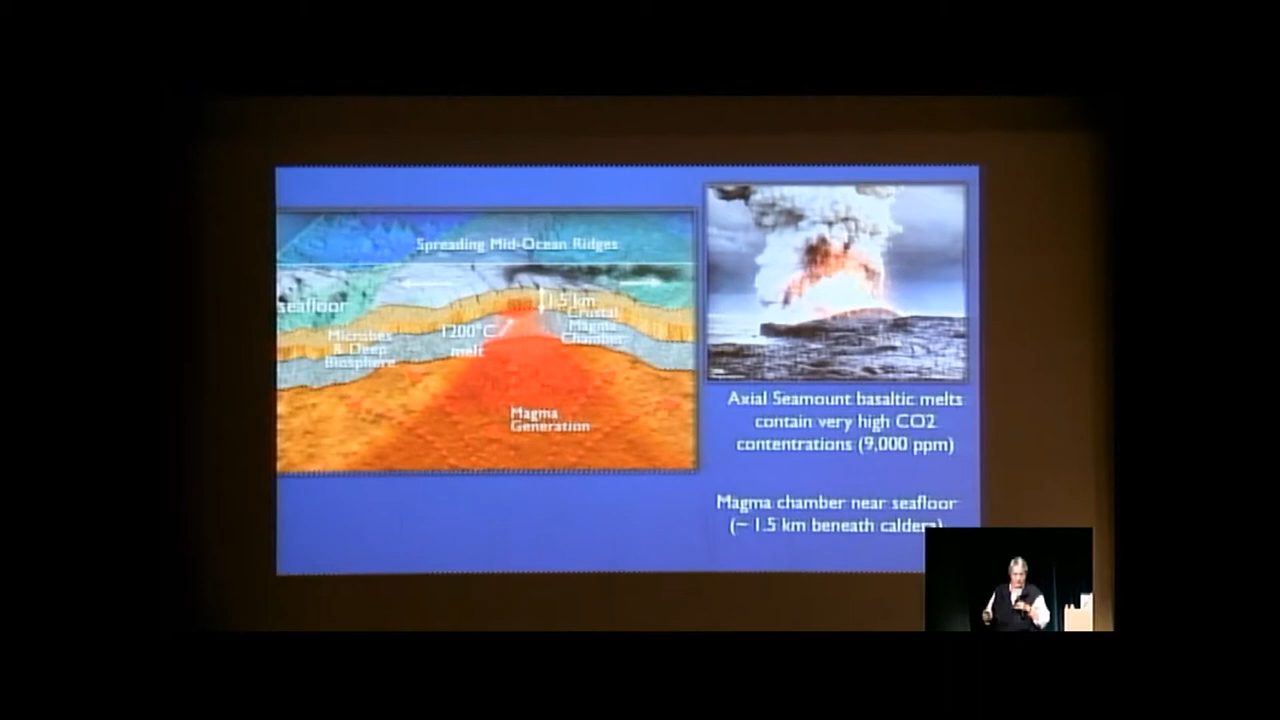 Spreading Mid-Ocean Ridges
seafloor
1.5 km
Crustal
Magma
Chamber
Microbes
& Deep
Biosphere
1200°C
melt
Magma
Generation
Axial Seamount basaltic melts
contain very high CO2
contentrations (9,000 ppm)
Magma chamber near seafloor
(~ 1.5 km beneath caldera)